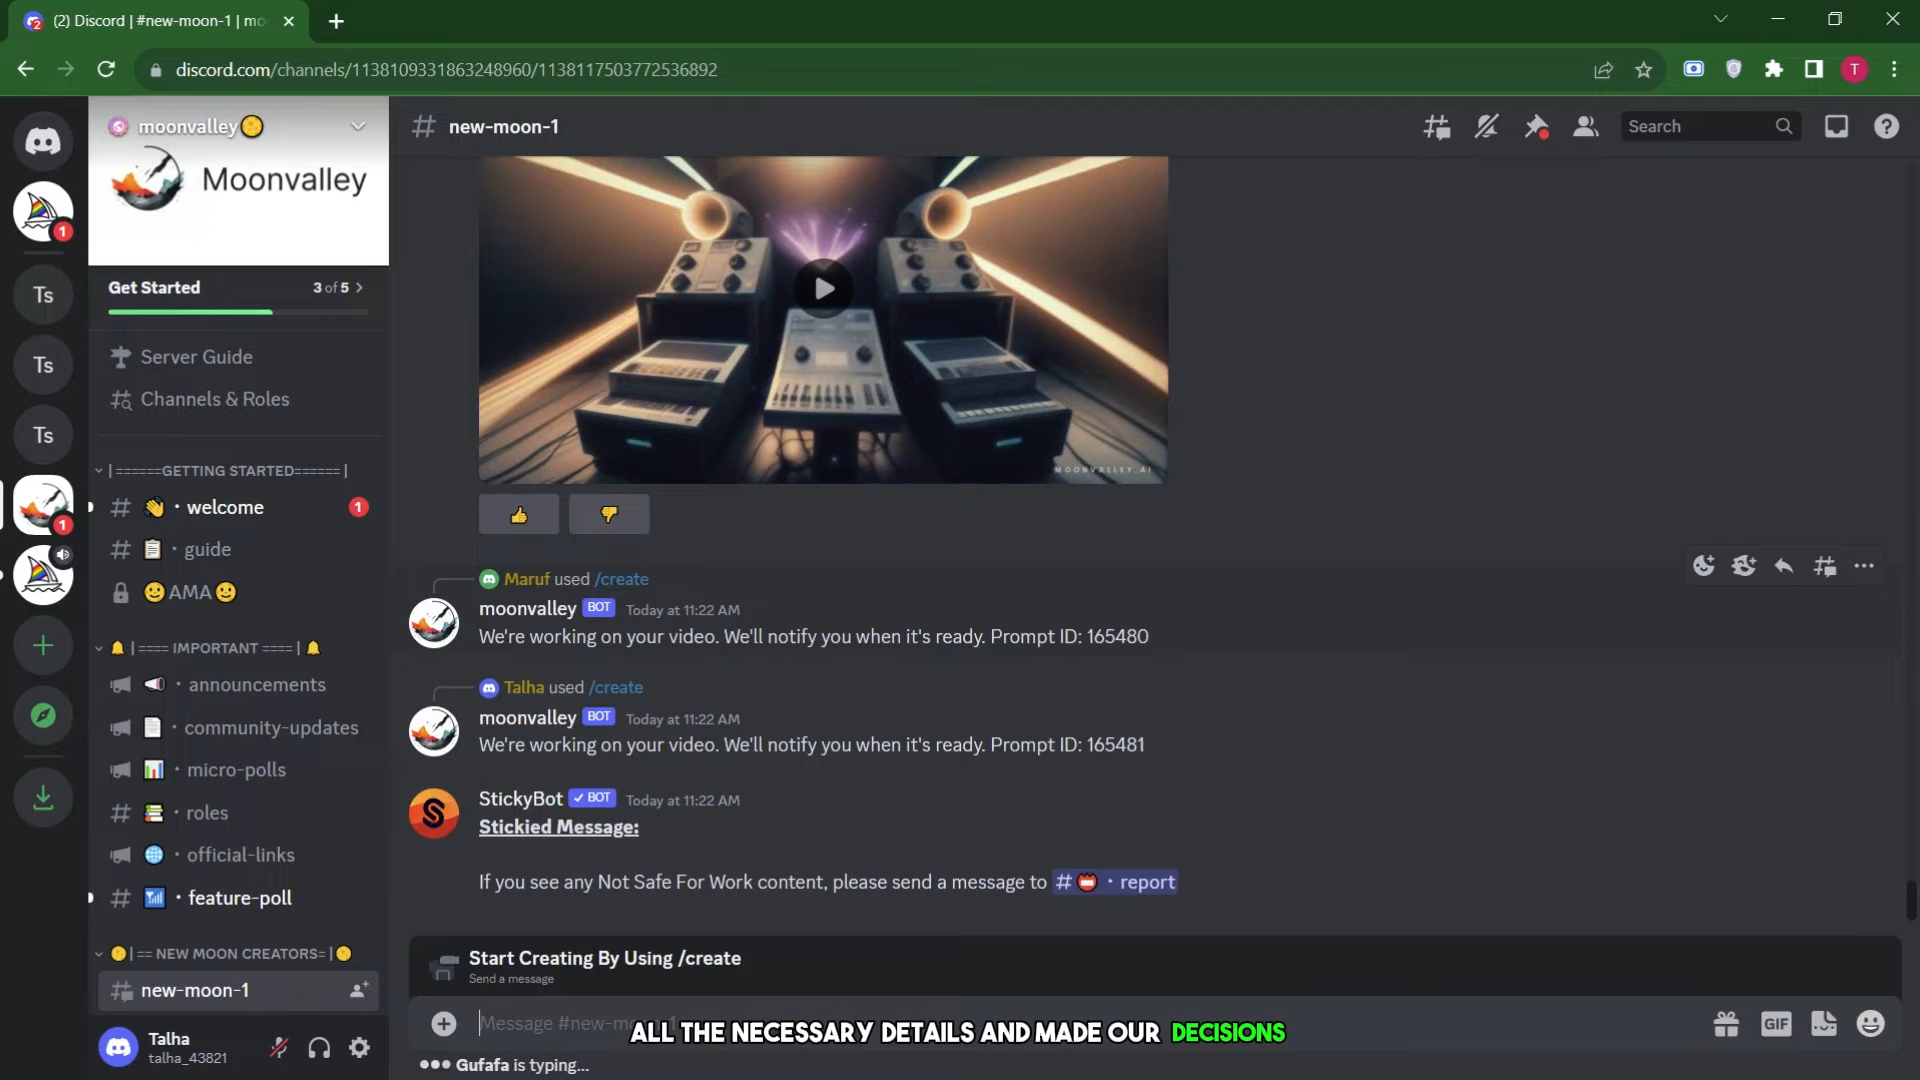 (2) Discord | #new-moon-1 | mo
discord.com/channels/1138109331863248960/1138117503772536892
T
moonvalley
Moonvalley
# new-moon-1
Search
1
Get Started 3 of 5
Ts
Server Guide
Ts
Channels & Roles
Ts
MOONVALLEY.AI
|======GETTING STARTED======|
# 👋・welcome 1
1
# 📋・guide
🙂AMA🙂
🔔|==== IMPORTANT ====|🔔
📣・announcements
📄・community-updates
📊・micro-polls
# 📚・roles
🌐・official-links
# 📶・feature-poll
🟡|== NEW MOON CREATORS=|🟡
new-moon-1
Talha
talha_43821
Maruf used /create
moonvalley BOT Today at 11:22 AM
We're working on your video. We'll notify you when it's ready. Prompt ID: 165480
Talha used /create
moonvalley BOT Today at 11:22 AM
We're working on your video. We'll notify you when it's ready. Prompt ID: 165481
StickyBot ✓ BOT Today at 11:22 AM
Stickied Message:
If you see any Not Safe For Work content, please send a message to # 📛・report
Start Creating By Using /create
Send a message
Message #new-mo
GIF
ALL THE NECESSARY DETAILS AND MADE OUR DECISIONS
Gufafa is typing...